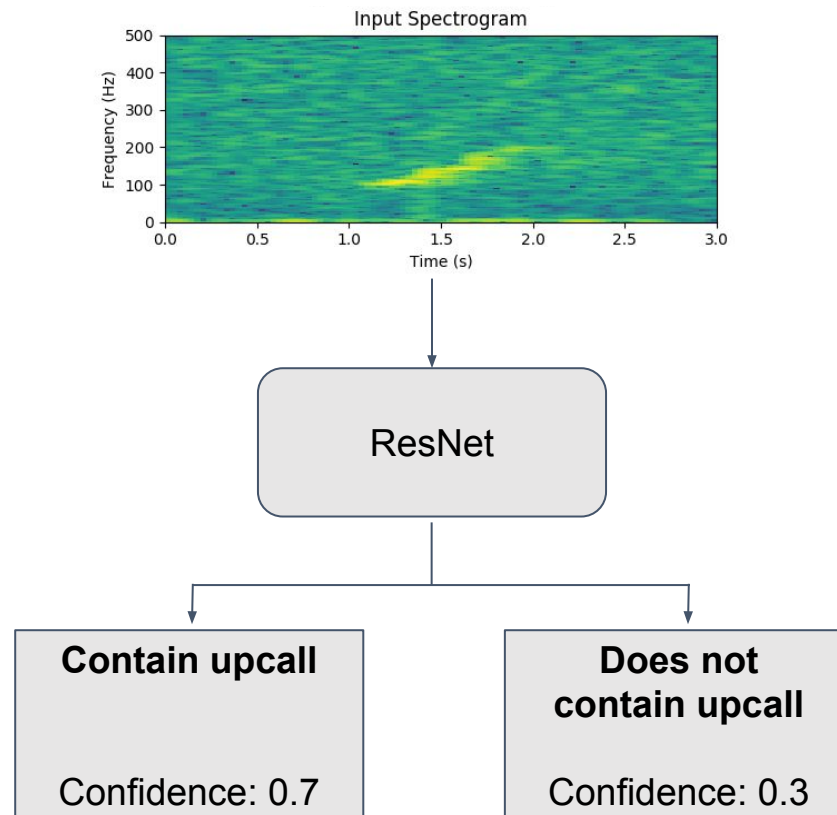 Input Spectrogram
500
400
300
200
100
0
Frequency (Hz)
0.0 0.5 1.0 1.5 2.0 2.5 3.0
Time (s)
ResNet
Contain upcall
Confidence: 0.7
Does not
contain upcall
Confidence: 0.3